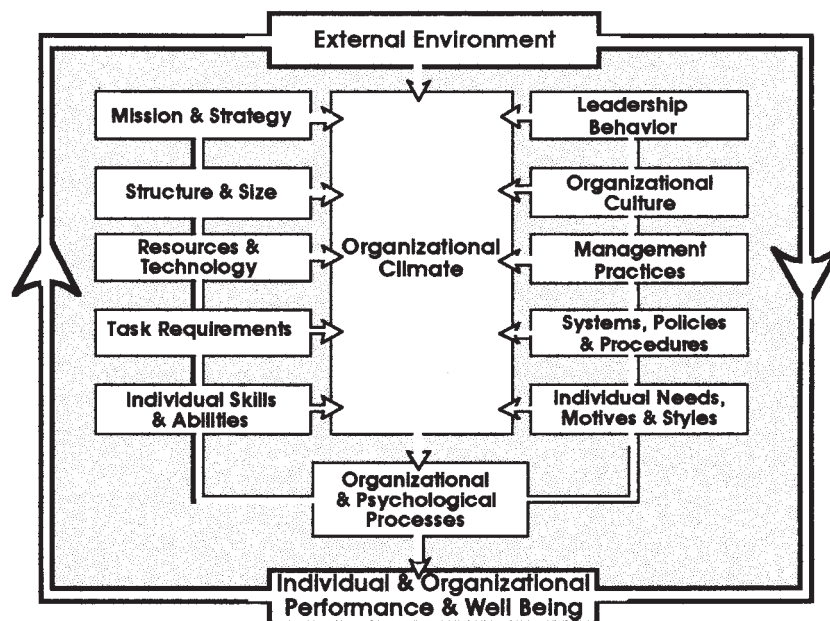 External Environment
Mission & Strategy
Structure & Size
Resources &
Technology
Task Requirements
Individual Skills
& Abilities
Organizational
Climate
Leadership
Behavior
Organizational
Culture
Management
Practices
Systems, Policies
& Procedures
Individual Needs,
Motives & Styles
Organizational
& Psychological
Processes
Individual & Organizational
Performance & Well Being